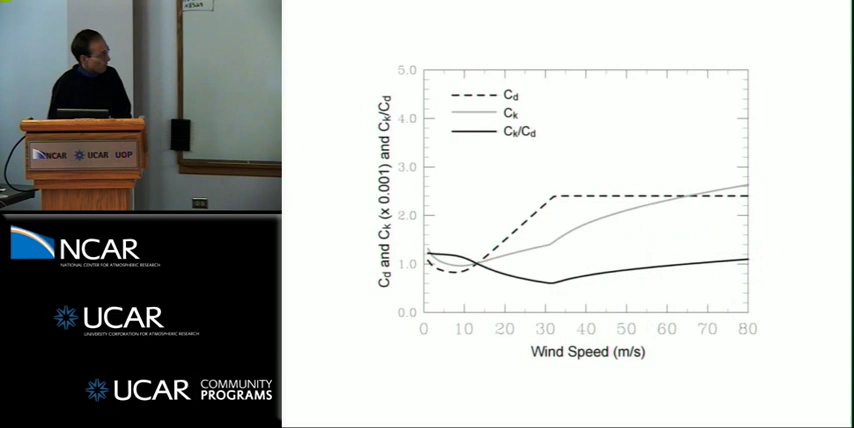 NCAR UCAR UOP
NCAR
NATIONAL CENTER FOR ATMOSPHERIC RESEARCH
UCAR
UNIVERSITY CORPORATION FOR ATMOSPHERIC RESEARCH
UCAR COMMUNITY PROGRAMS
5.0
4.0
3.0
2.0
1.0
0.0
Cd and Ck (x 0.001) and Ck/Cd
Cd
Ck
Ck/Cd
0 10 20 30 40 50 60 70 80
Wind Speed (m/s)